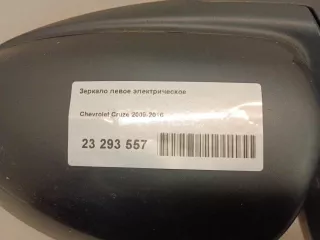 Зеркало левое электрическое
Chevrolet Cruze 2009-2016
23 293 557